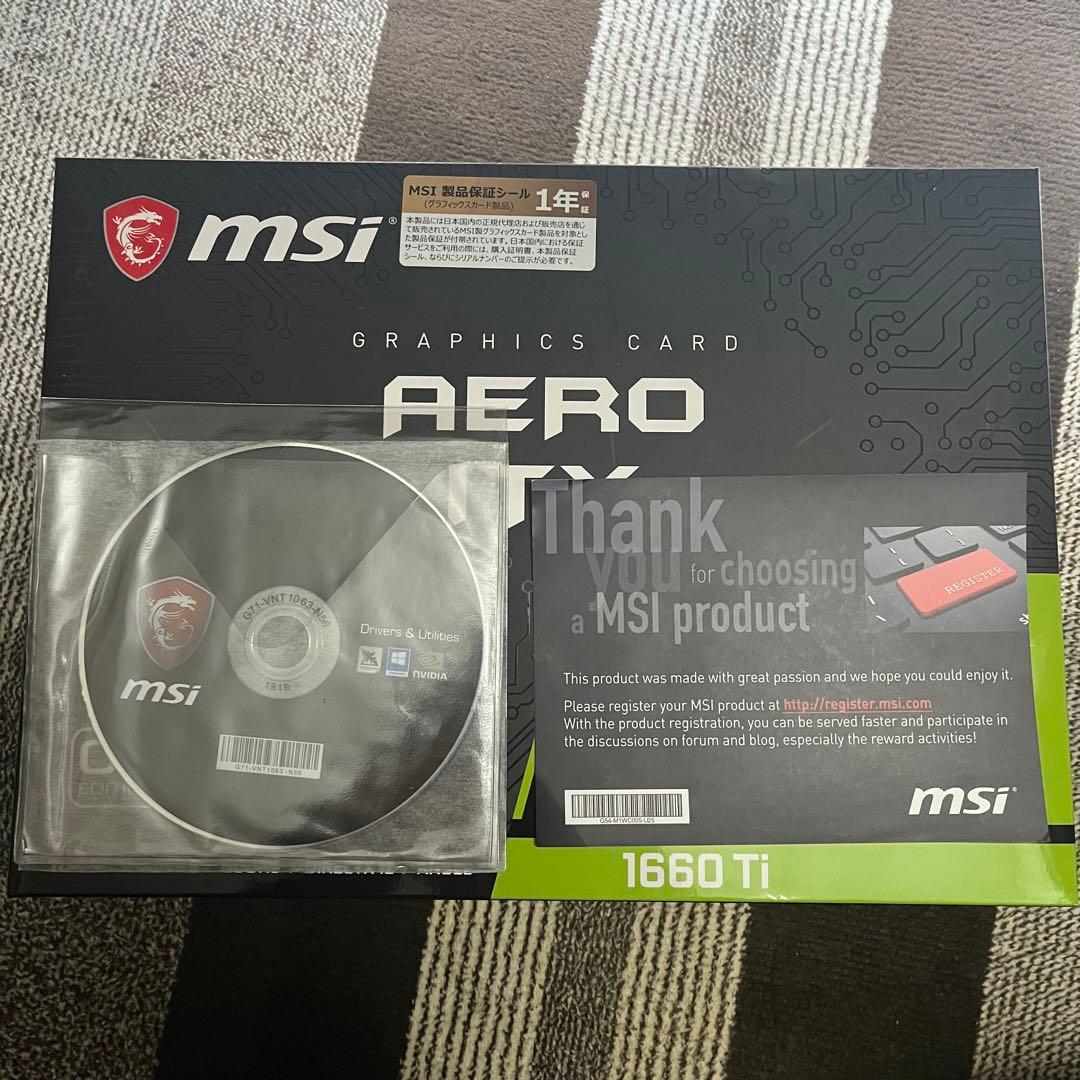 msi
MSI 製品保証シール 1年保証
(グラフィックスカード製品)
本製品には日本国内の正規代理店および販売店を通じ
て販売されているMSI製グラフィックスカード製品を対象とし
た製品保証が付帯されています。日本国内における保証
サービスをご利用の際には、購入証明書、本製品保証
シール、ならびにシリアルナンバーのご提示が必要です。
GRAPHICS CARD
AERO
ITX
G71-VNT1063-N56
Drivers & Utilities
NVIDIA
msi
1919
G71-VNT1063-N56
Thank
you for choosing
a MSI product
REGISTER
This product was made with great passion and we hope you could enjoy it.
Please register your MSI product at http://register.msi.com
With the product registration, you can be served faster and participate in
the discussions on forum and blog, especially the reward activities!
G54-M1WC005-U25
msi
1660 Ti